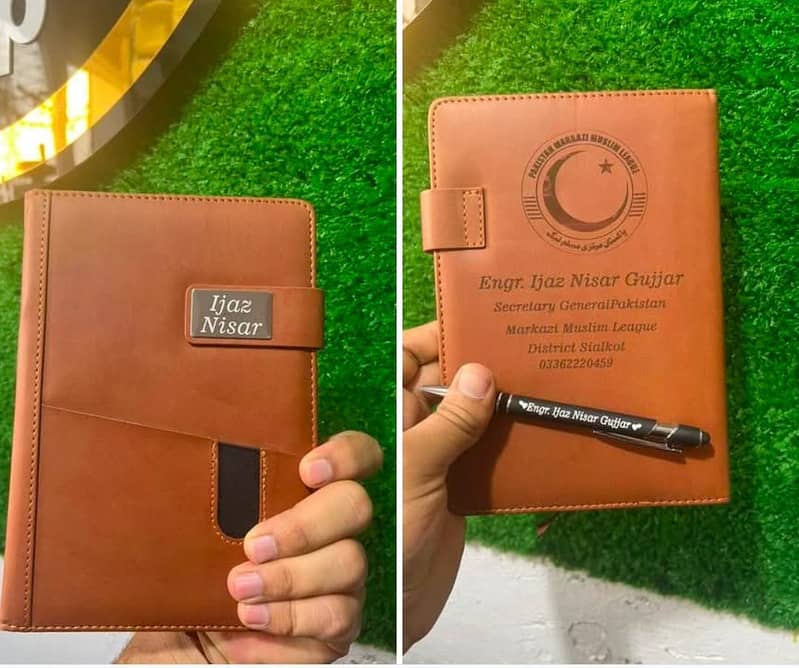 Ijaz
Nisar
PAKISTAN MARKAZI MUSLIM LEAGUE
پاکستان مرکزی مسلم لیگ
Engr. Ijaz Nisar Gujjar
Secretary GeneralPakistan
Markazi Muslim League
District Sialkot
03362220459
Engr. Ijaz Nisar Gujjar